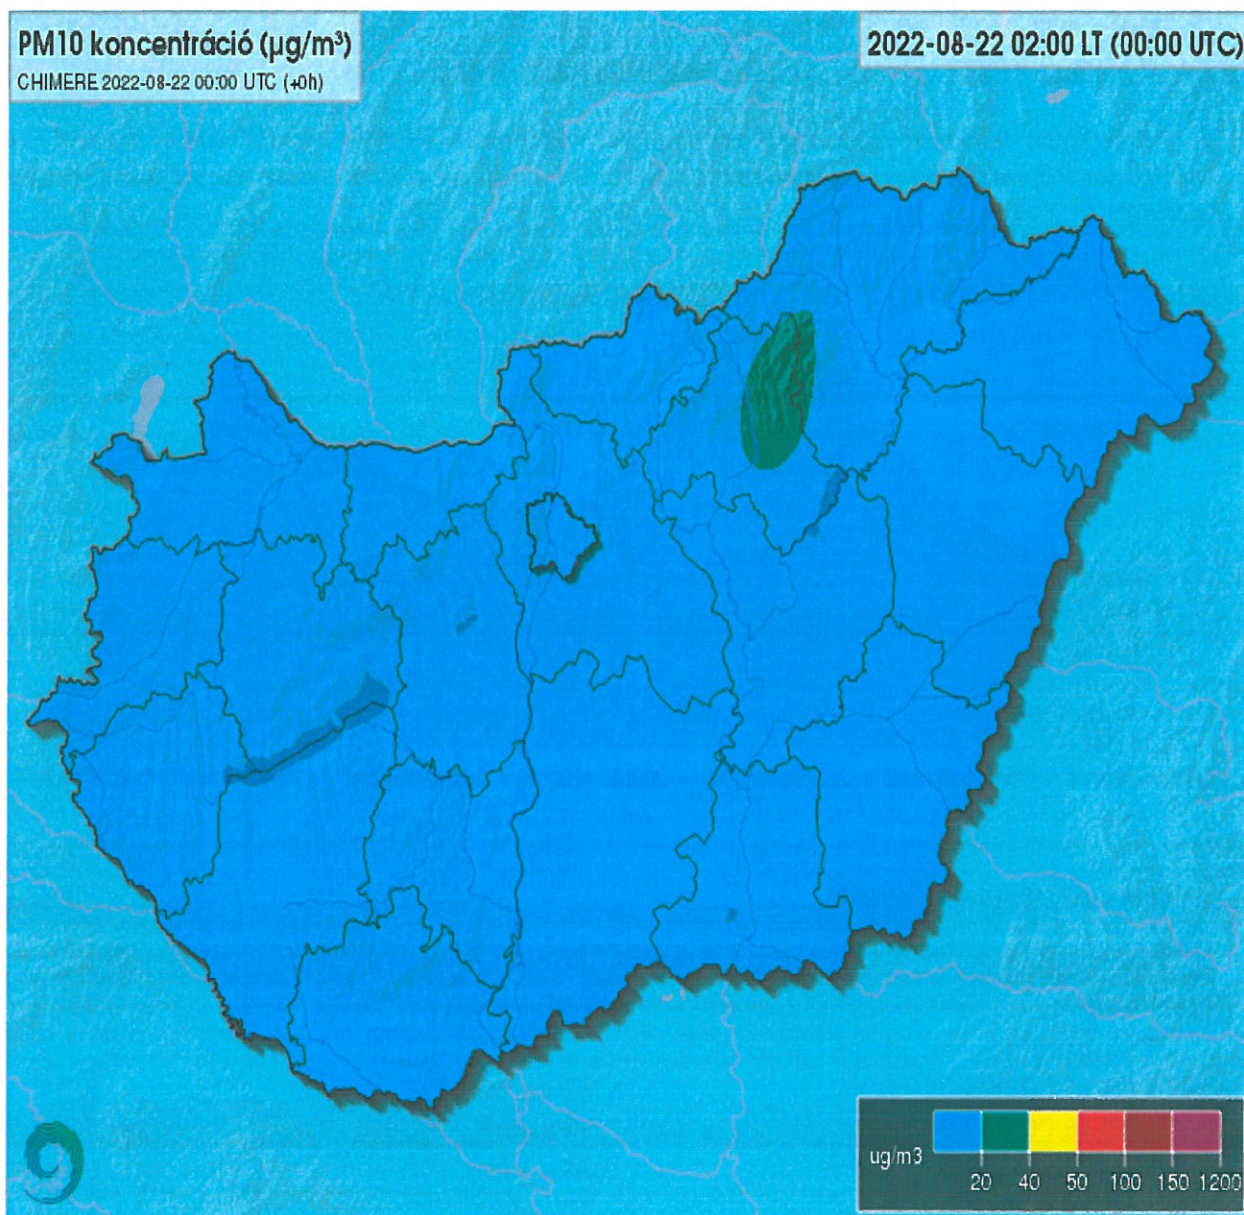 PM10 koncentráció (µg/m³)
CHIMERE 2022-08-22 00:00 UTC (+0h)
2022-08-22 02:00 LT (00:00 UTC)
ug/m3
20 40 50 100 150 1200